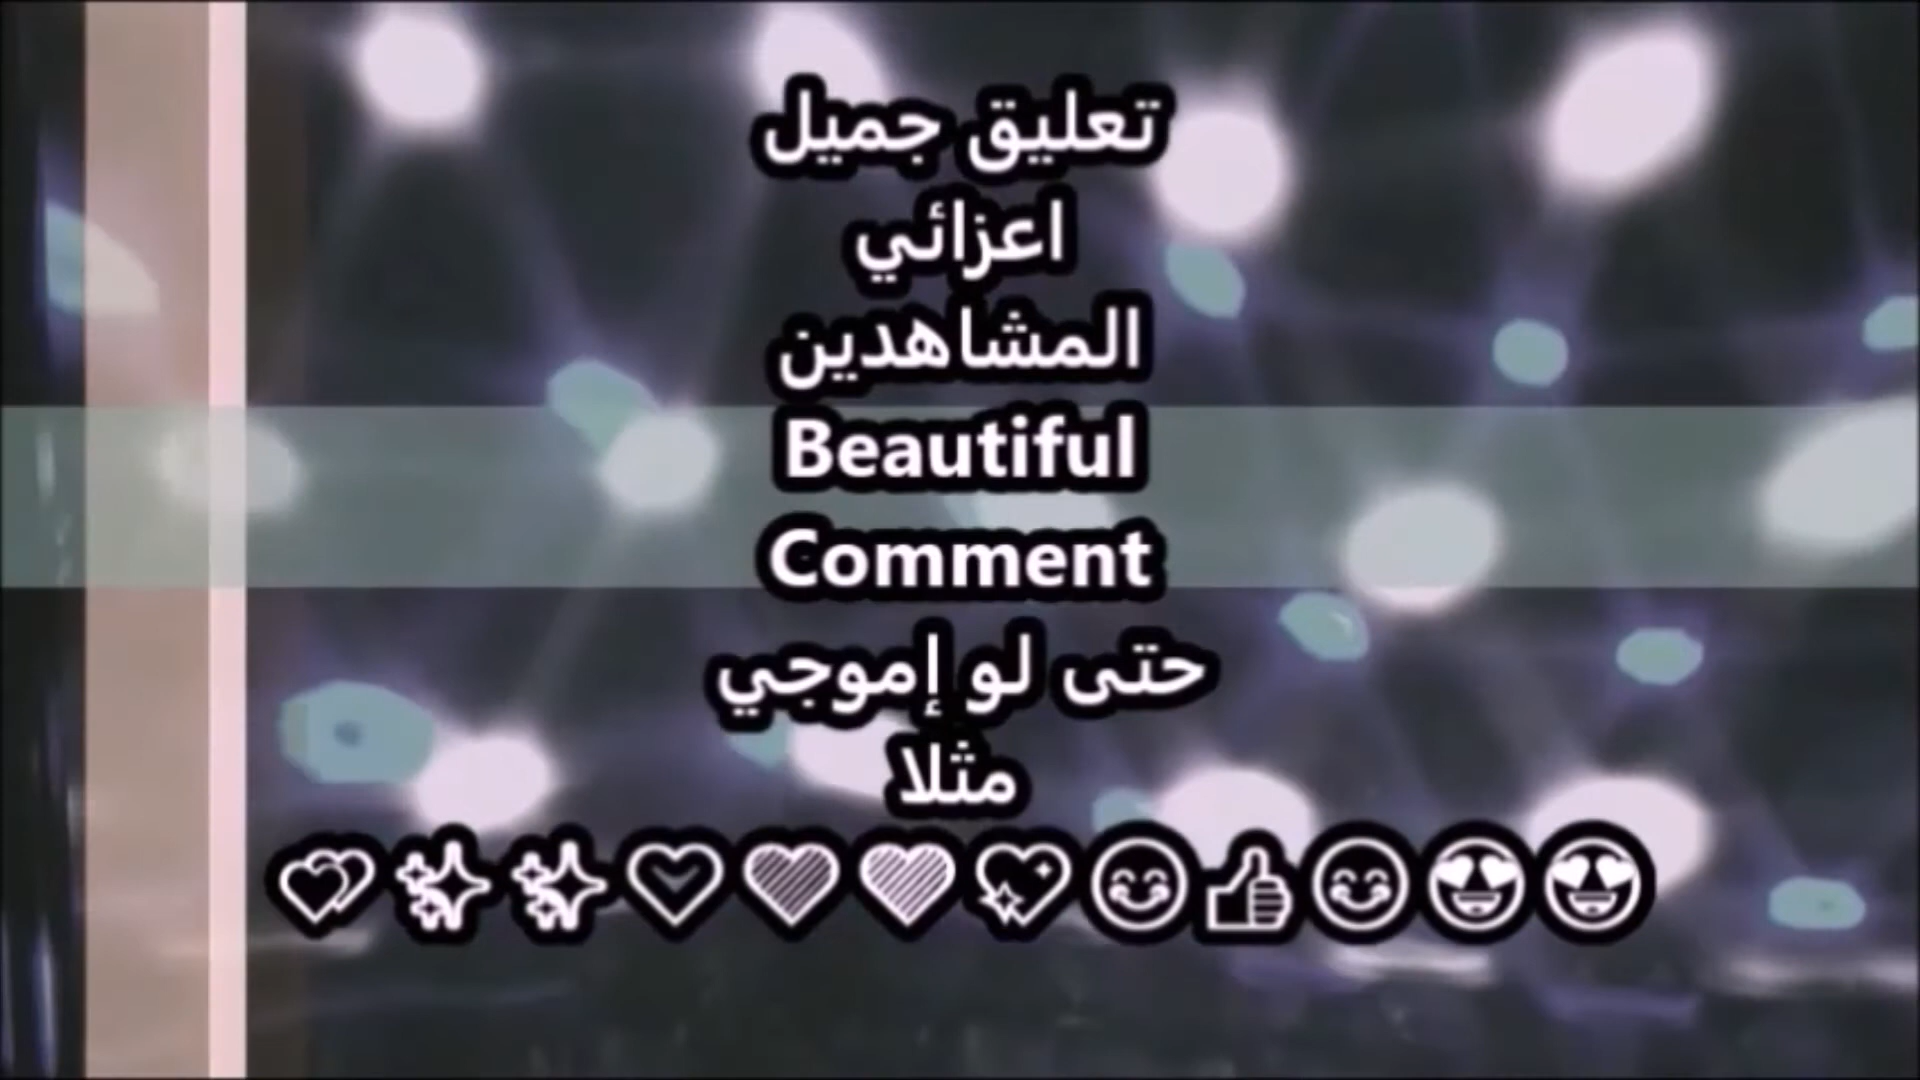 تعليق جميل
اعزائي
المشاهدين
Beautiful
Comment
حتى لو إموجي
مثلا
💞✨✨♡💜💜💖😊👍😊😍😍